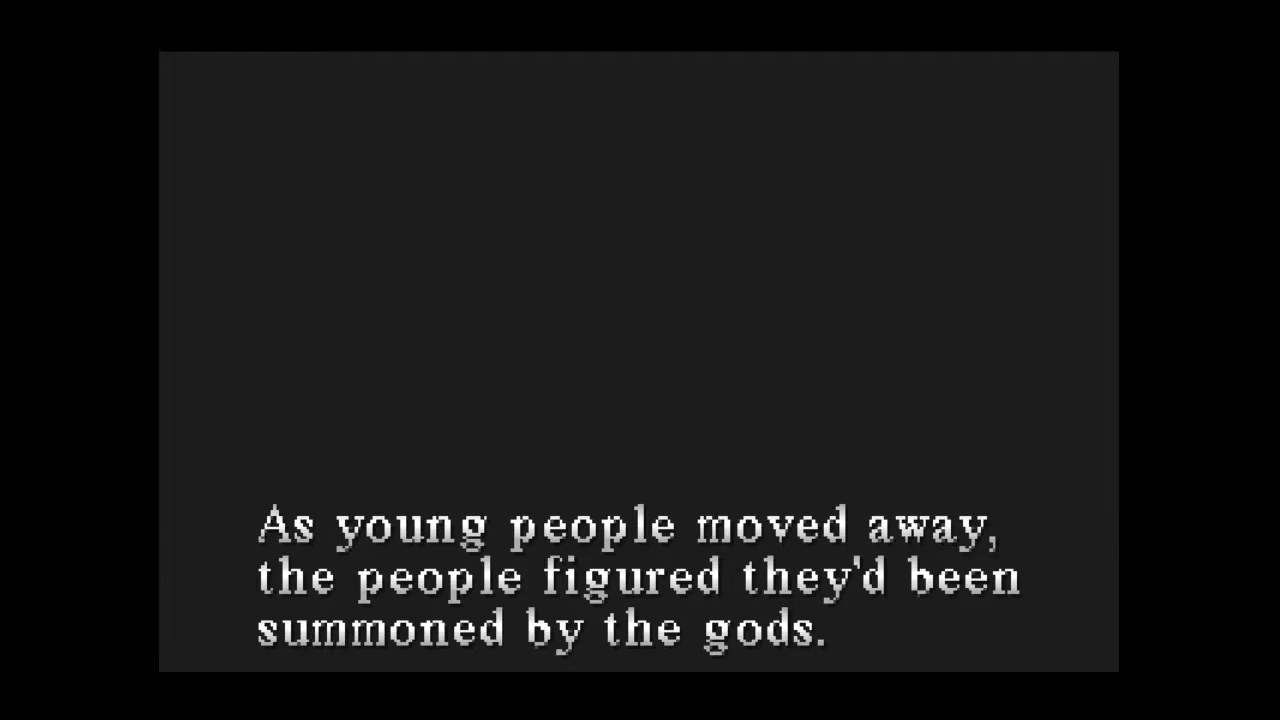 As young people moved away,
the people figured they'd been
summoned by the gods.